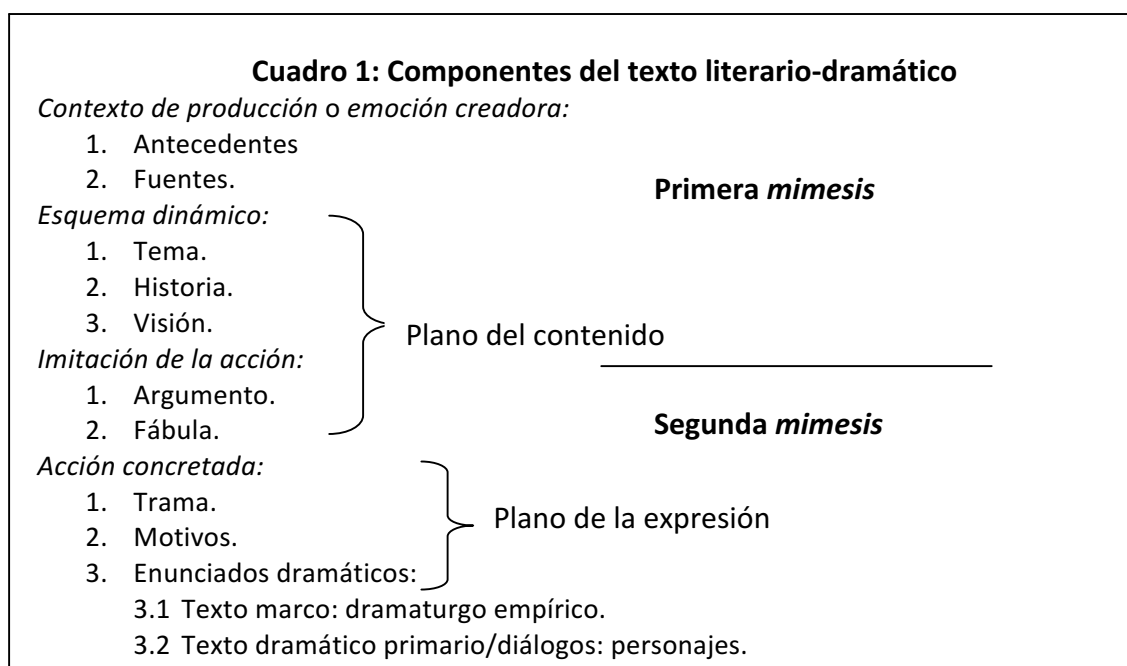 Cuadro 1: Componentes del texto literario-dramático
Contexto de producción o emoción creadora:
1. Antecedentes
2. Fuentes.
Primera mimesis
Esquema dinámico:
1. Tema.
2. Historia.
3. Visión.
Plano del contenido
Imitación de la acción:
1. Argumento.
2. Fábula.
Segunda mimesis
Acción concretada:
1. Trama.
2. Motivos.
Plano de la expresión
3. Enunciados dramáticos:
3.1 Texto marco: dramaturgo empírico.
3.2 Texto dramático primario/diálogos: personajes.